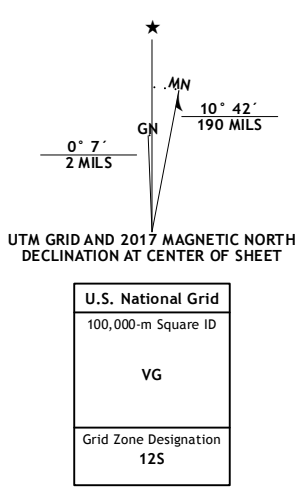 ★
MN
GN
10° 42´
190 MILS
0° 7´
2 MILS
UTM GRID AND 2017 MAGNETIC NORTH
DECLINATION AT CENTER OF SHEET
U.S. National Grid
100,000-m Square ID
VG
Grid Zone Designation
12S